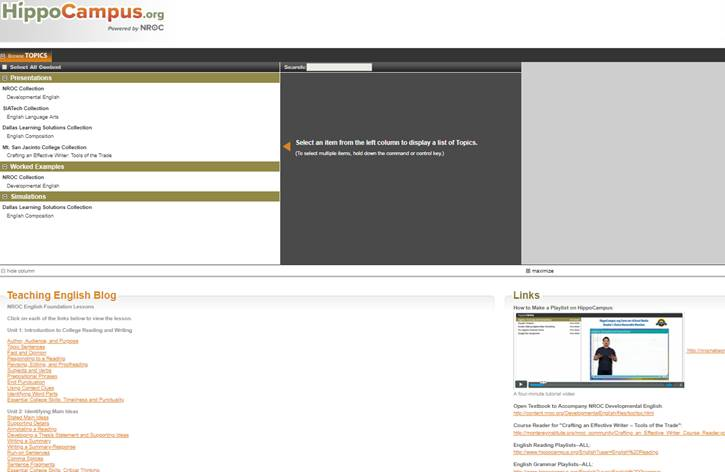 HippoCampus.org
Powered by NROC
Browse TOPICS
Select All Content
Search:
Presentations
NROC Collection
Developmental English
SIATech Collection
English Language Arts
Dallas Learning Solutions Collection
English Composition
Mt. San Jacinto College Collection
Crafting an Effective Writer: Tools of the Trade
Worked Examples
NROC Collection
Developmental English
Simulations
Dallas Learning Solutions Collection
English Composition
Select an item from the left column to display a list of Topics.
(To select multiple items, hold down the command or control key.)
hide column
maximize
Teaching English Blog
NROC English Foundation Lessons
Click on each of the links below to view the lesson.
Unit 1: Introduction to College Reading and Writing
Author, Audience, and Purpose
Topic Sentences
Fact and Opinion
Responding to a Reading
Revising, Editing, and Proofreading
Subjects and Verbs
Prepositional Phrases
End Punctuation
Using Context Clues
Identifying Word Parts
Essential College Skills, Timeliness and Punctuality
Unit 2: Identifying Main Ideas
Stated Main Ideas
Supporting Details
Annotating a Reading
Developing a Thesis Statement and Supporting Ideas
Writing a Summary
Writing a Summary-Response
Run-on Sentences
Comma Splices
Sentence Fragments
Essential College Skills: Critical Thinking
Links
How to Make a Playlist on HippoCampus:
A four-minute tutorial video
Open Textbook to Accompany NROC Developmental English
http://content.nroc.org/DevelopmentalEnglish/files/toc/toc.html
Course Reader for "Crafting an Effective Writer - Tools of the Trade":
English Reading Playlists--ALL:
http://www.hippocampus.org/English?user=English%20Reading
English Grammar Playlists--ALL: